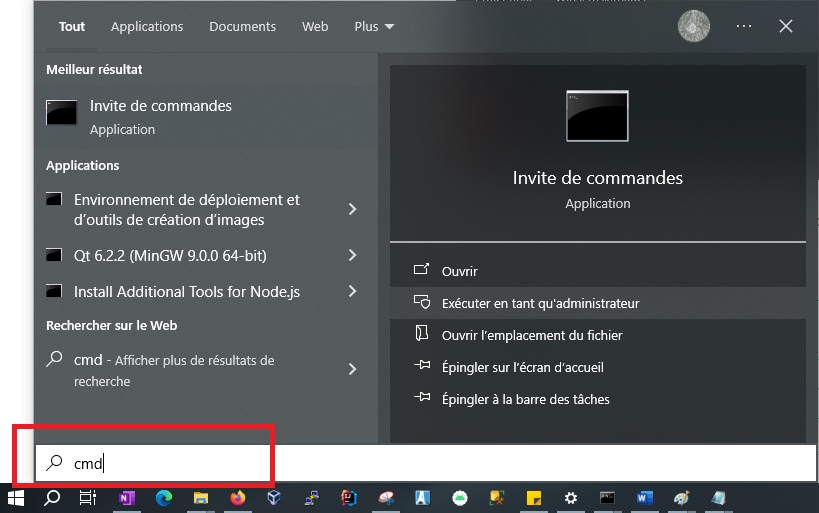 Tout Applications Documents Web Plus
Meilleur résultat
Invite de commandes
Application
Applications
Environnement de déploiement et
d’outils de création d’images
Qt 6.2.2 (MinGW 9.0.0 64-bit)
Install Additional Tools for Node.js
Rechercher sur le Web
cmd - Afficher plus de résultats de
recherche
Invite de commandes
Application
Ouvrir
Exécuter en tant qu'administrateur
Ouvrir l’emplacement du fichier
Épingler sur l’écran d’accueil
Épingler à la barre des tâches
cmd